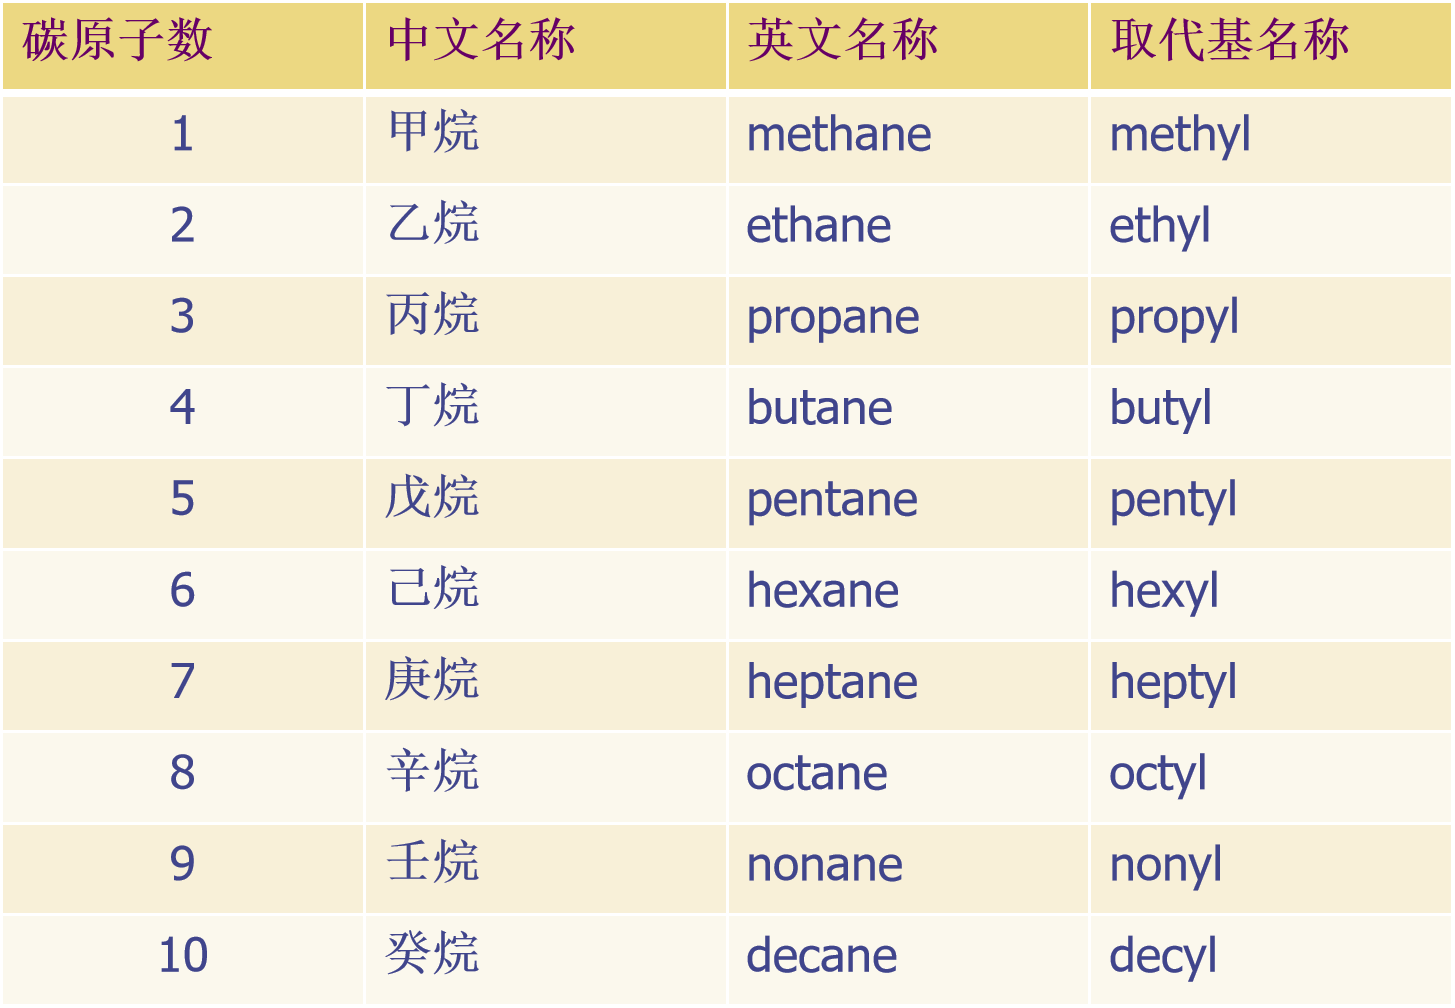 碳原子数 中文名称 英文名称 取代基名称
1 甲烷 methane methyl
2 乙烷 ethane ethyl
3 丙烷 propane propyl
4 丁烷 butane butyl
5 戊烷 pentane pentyl
6 己烷 hexane hexyl
7 庚烷 heptane heptyl
8 辛烷 octane octyl
9 壬烷 nonane nonyl
10 癸烷 decane decyl